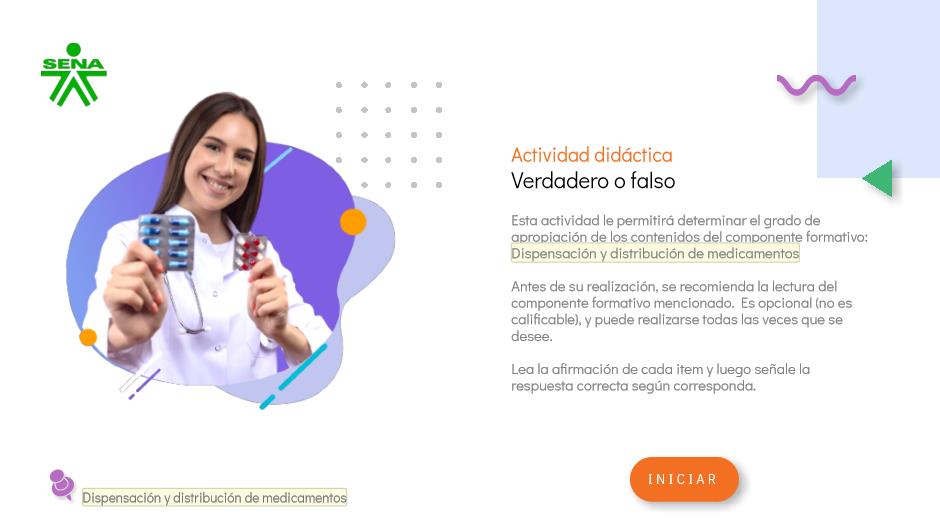 SENA
Actividad didáctica
Verdadero o falso
Esta actividad le permitirá determinar el grado de
apropiación de los contenidos del componente formativo:
Dispensación y distribución de medicamentos
Antes de su realización, se recomienda la lectura del
componente formativo mencionado. Es opcional (no es
calificable), y puede realizarse todas las veces que se
desee.
Lea la afirmación de cada item y luego señale la
respuesta correcta según corresponda.
INICIAR
Dispensación y distribución de medicamentos